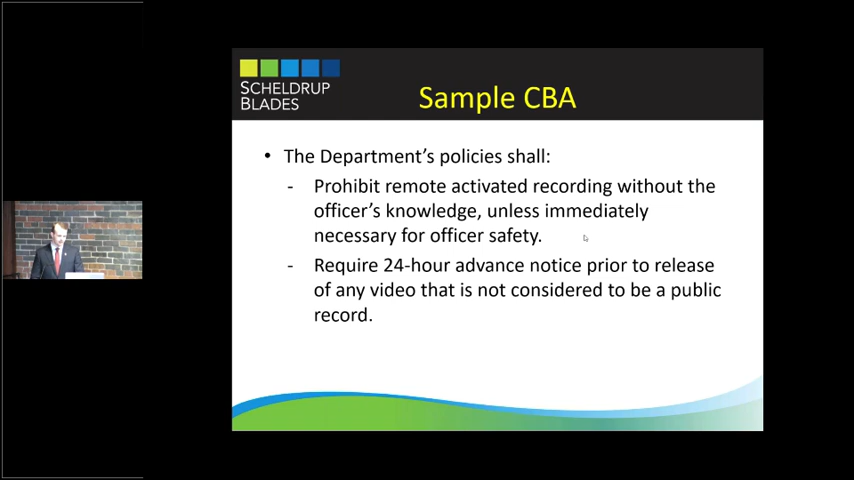 SCHELDRUP
BLADES
Sample CBA
• The Department's policies shall:
- Prohibit remote activated recording without the
officer's knowledge, unless immediately
necessary for officer safety.
- Require 24-hour advance notice prior to release
of any video that is not considered to be a public
record.